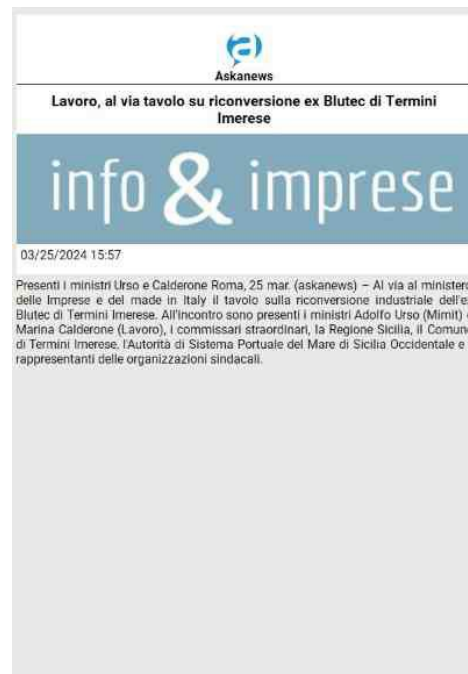 Askanews
Lavoro, al via tavolo su riconversione ex Blutec di Termini
Imerese
info & imprese
03/25/2024 15:57
Presenti i ministri Urso e Calderone Roma, 25 mar. (askanews) – Al via al ministero
delle Imprese e del made in Italy il tavolo sulla riconversione industriale dell'e
Blutec di Termini Imerese. All'incontro sono presenti i ministri Adolfo Urso (Mimit)
Marina Calderone (Lavoro), i commissari straordinari, la Regione Sicilia, il Comun
di Termini Imerese, l'Autorità di Sistema Portuale del Mare di Sicilia Occidentale e
rappresentanti delle organizzazioni sindacali.